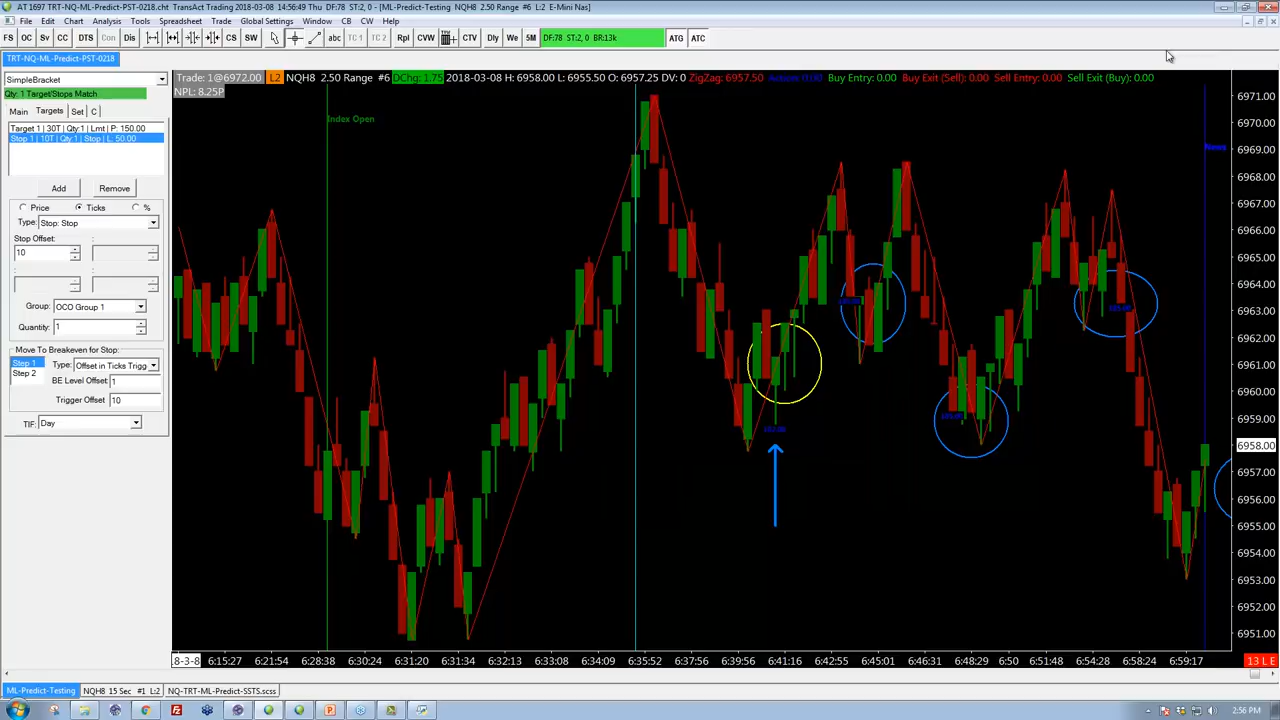 AT 1697 TRT-NQ-ML-Predict-PST-0218.cht TransAct Trading 2018-03-08 14:56:49 DF:78 ST:2, 0 - [ML-Predict-Testing NQH8 2.50 Range #6 L:2 E-Mini Nas]
File Edit Chart Analysis Tools Spreadsheet Trade Global Settings Window CB CW Help
FS OC Sv CC DTS Con Dis CS SW abc TC 1 TC 2 Rpl CVW CTV Dly We 5M DF:78 ST:2, 0 BR:13k ATG ATC
TRT-NQ-ML-Predict-PST-0218
SimpleBracket
Qty: 1 Target/Stops Match
Main Targets Set C
Target 1 | 30T | Qty:1 | Lmt | P: 150.00
Stop 1 | 10T | Qty:1 | Stop | L: 50.00
Add Remove
Price Ticks %
Type: Stop: Stop
Stop Offset: :
10
: :
Group: OCO Group 1
Quantity: 1
Move To Breakeven for Stop:
Step 1 Type: Offset in Ticks Trigg
Step 2 BE Level Offset: 1
Trigger Offset 10
TIF: Day
Trade: 1@6972.00 L2 NQH8 2.50 Range #6 DChg: 1.75 2018-03-08 H: 6958.00 L: 6955.50 O: 6957.25 DV: 0 ZigZag: 6957.50 Buy Entry: 0.00 Buy Exit (Sell): 0.00 Sell Entry: 0.00 Sell Exit (Buy): 0.00
NPL: 8.25P
Index Open
News
6971.00
6970.00
6969.00
6968.00
6967.00
6966.00
6965.00
6964.00
6963.00
6962.00
6961.00
6960.00
6959.00
6958.00
6957.00
6956.00
6955.00
6954.00
6953.00
6952.00
6951.00
8-3-8 6:15:27 6:21:54 6:28:38 6:30:24 6:31:20 6:31:34 6:32:13 6:33:08 6:34:09 6:35:52 6:37:56 6:39:56 6:41:16 6:42:55 6:45:01 6:46:31 6:48:29 6:50 6:51:48 6:54:28 6:58:24 6:59:17 13 L E
ML-Predict-Testing NQH8 15 Sec #1 L:2 NQ-TRT-ML-Predict-SSTS.scss
2:56 PM